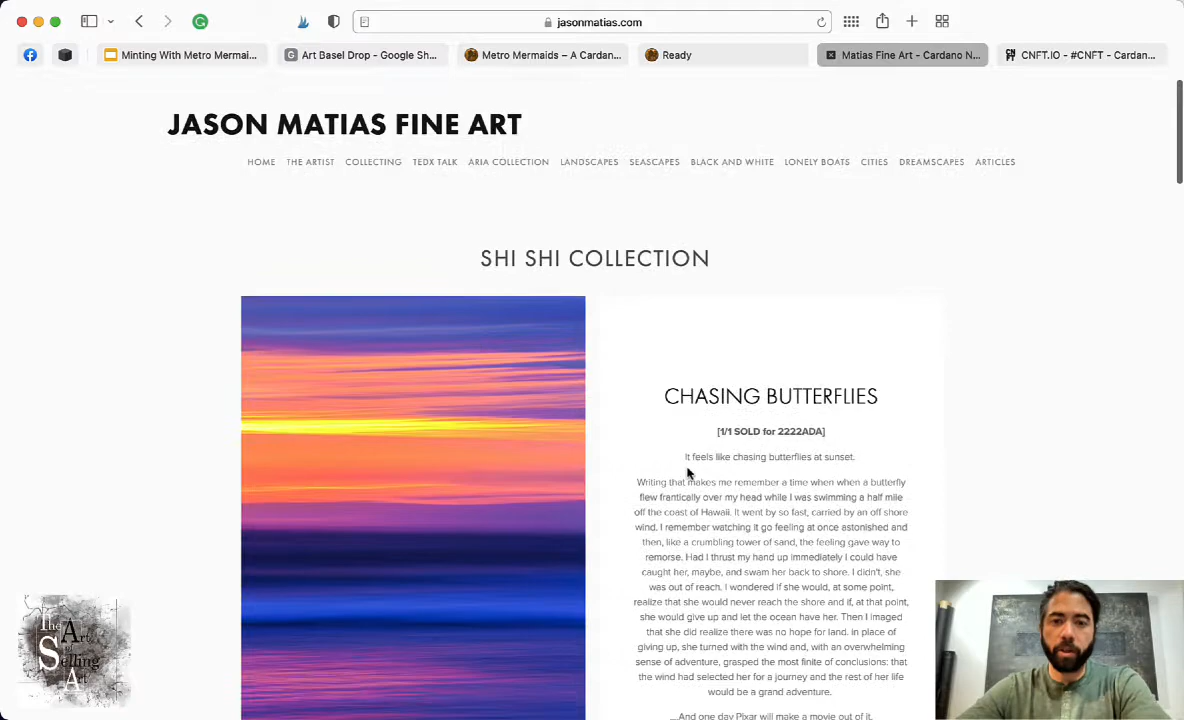 jasonmatias.com
Minting With Metro Mermai...
Art Basel Drop - Google Sh...
Metro Mermaids – A Cardan...
Ready
Matias Fine Art - Cardano N...
CNFT.IO - #CNFT - Cardan...
JASON MATIAS FINE ART
HOME THE ARTIST COLLECTING TEDX TALK ARIA COLLECTION LANDSCAPES SEASCAPES BLACK AND WHITE LONELY BOATS CITIES DREAMSCAPES ARTICLES
SHI SHI COLLECTION
CHASING BUTTERFLIES
[1/1 SOLD for 2222ADA]
It feels like chasing butterflies at sunset.
Writing that makes me remember a time when when a butterfly
flew frantically over my head while I was swimming a half mile
off the coast of Hawaii. It went by so fast, carried by an off shore
wind. I remember watching it go feeling at once astonished and
then, like a crumbling tower of sand, the feeling gave way to
remorse. Had I thrust my hand up immediately I could have
caught her, maybe, and swam her back to shore. I didn't, she
was out of reach. I wondered if she would, at some point,
realize that she would never reach the shore and if, at that point,
she would give up and let the ocean have her. Then I imaged
that she did realize there was no hope for land. In place of
giving up, she turned with the wind and, with an overwhelming
sense of adventure, grasped the most finite of conclusions: that
the wind had selected her for a journey and the rest of her life
would be a grand adventure.
....And one day Pixar will make a movie out of it.
The Art
of
Selling
Art